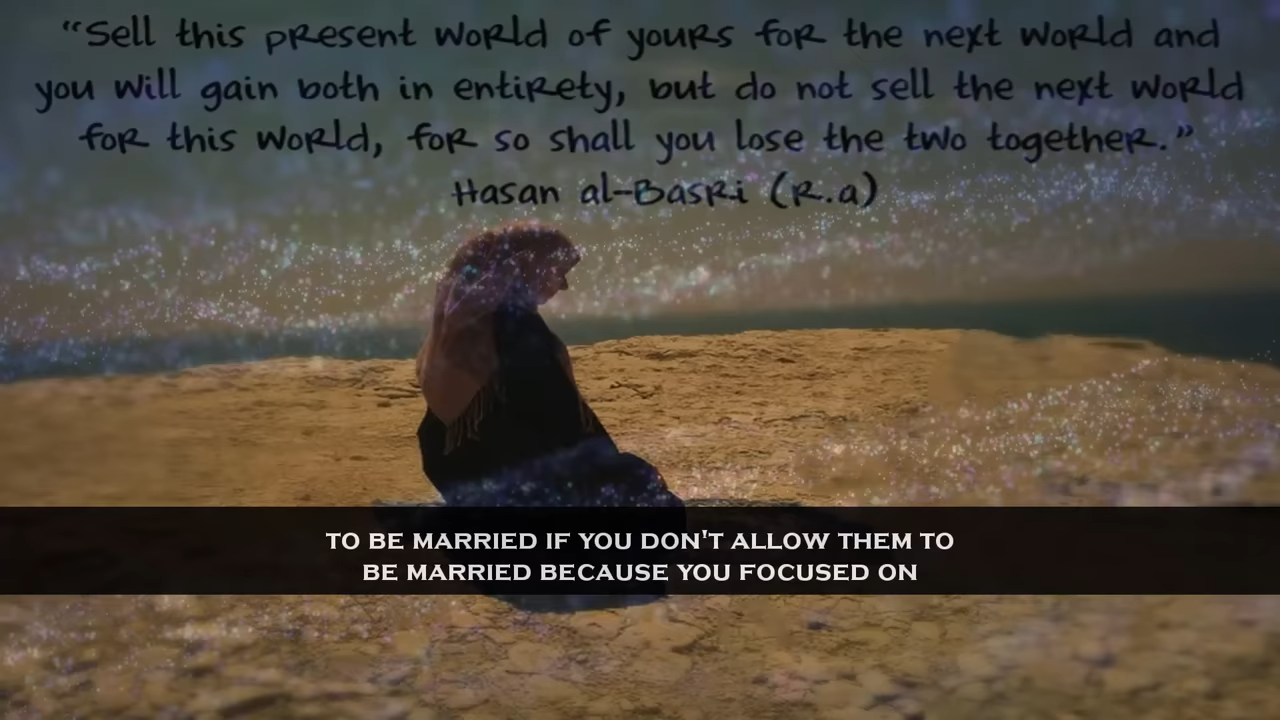 “Sell this present world of yours for the next world and
you will gain both in entirety, but do not sell the next world
for this world, for so shall you lose the two together.”
Hasan al-Basri (R.a)
TO BE MARRIED IF YOU DON'T ALLOW THEM TO
BE MARRIED BECAUSE YOU FOCUSED ON